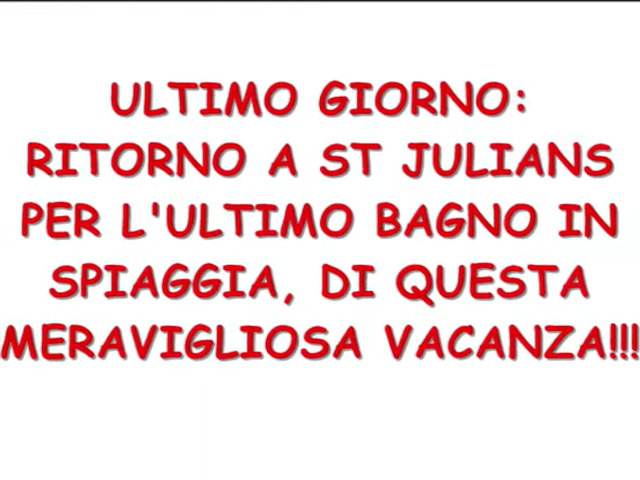 ULTIMO GIORNO:
RITORNO A ST JULIANS
PER L'ULTIMO BAGNO IN
SPIAGGIA, DI QUESTA
MERAVIGLIOSA VACANZA!!!